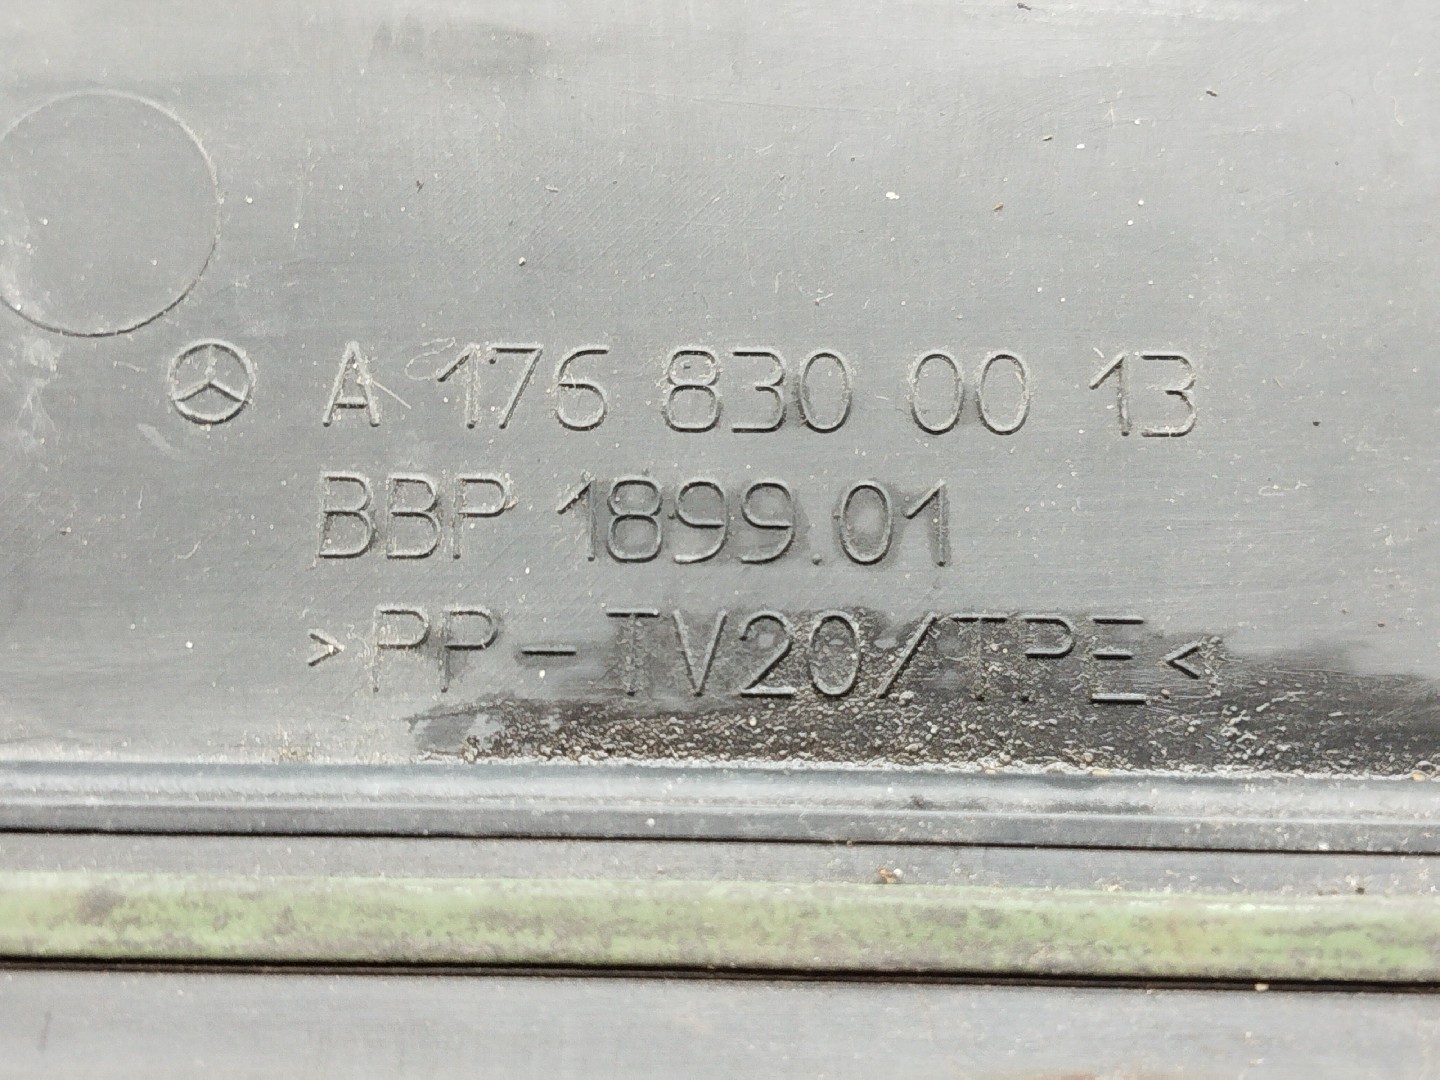 A 176 830 00 13
BBP 1899.01
>PP-TV20/TPE<